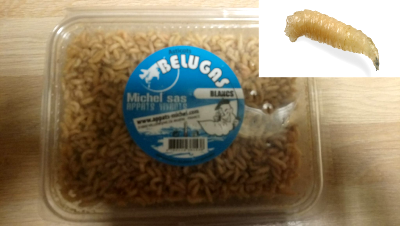 BELUGAS
Michel sas
APPATS VIVANTS
BLANCS
www.appats-michel.com